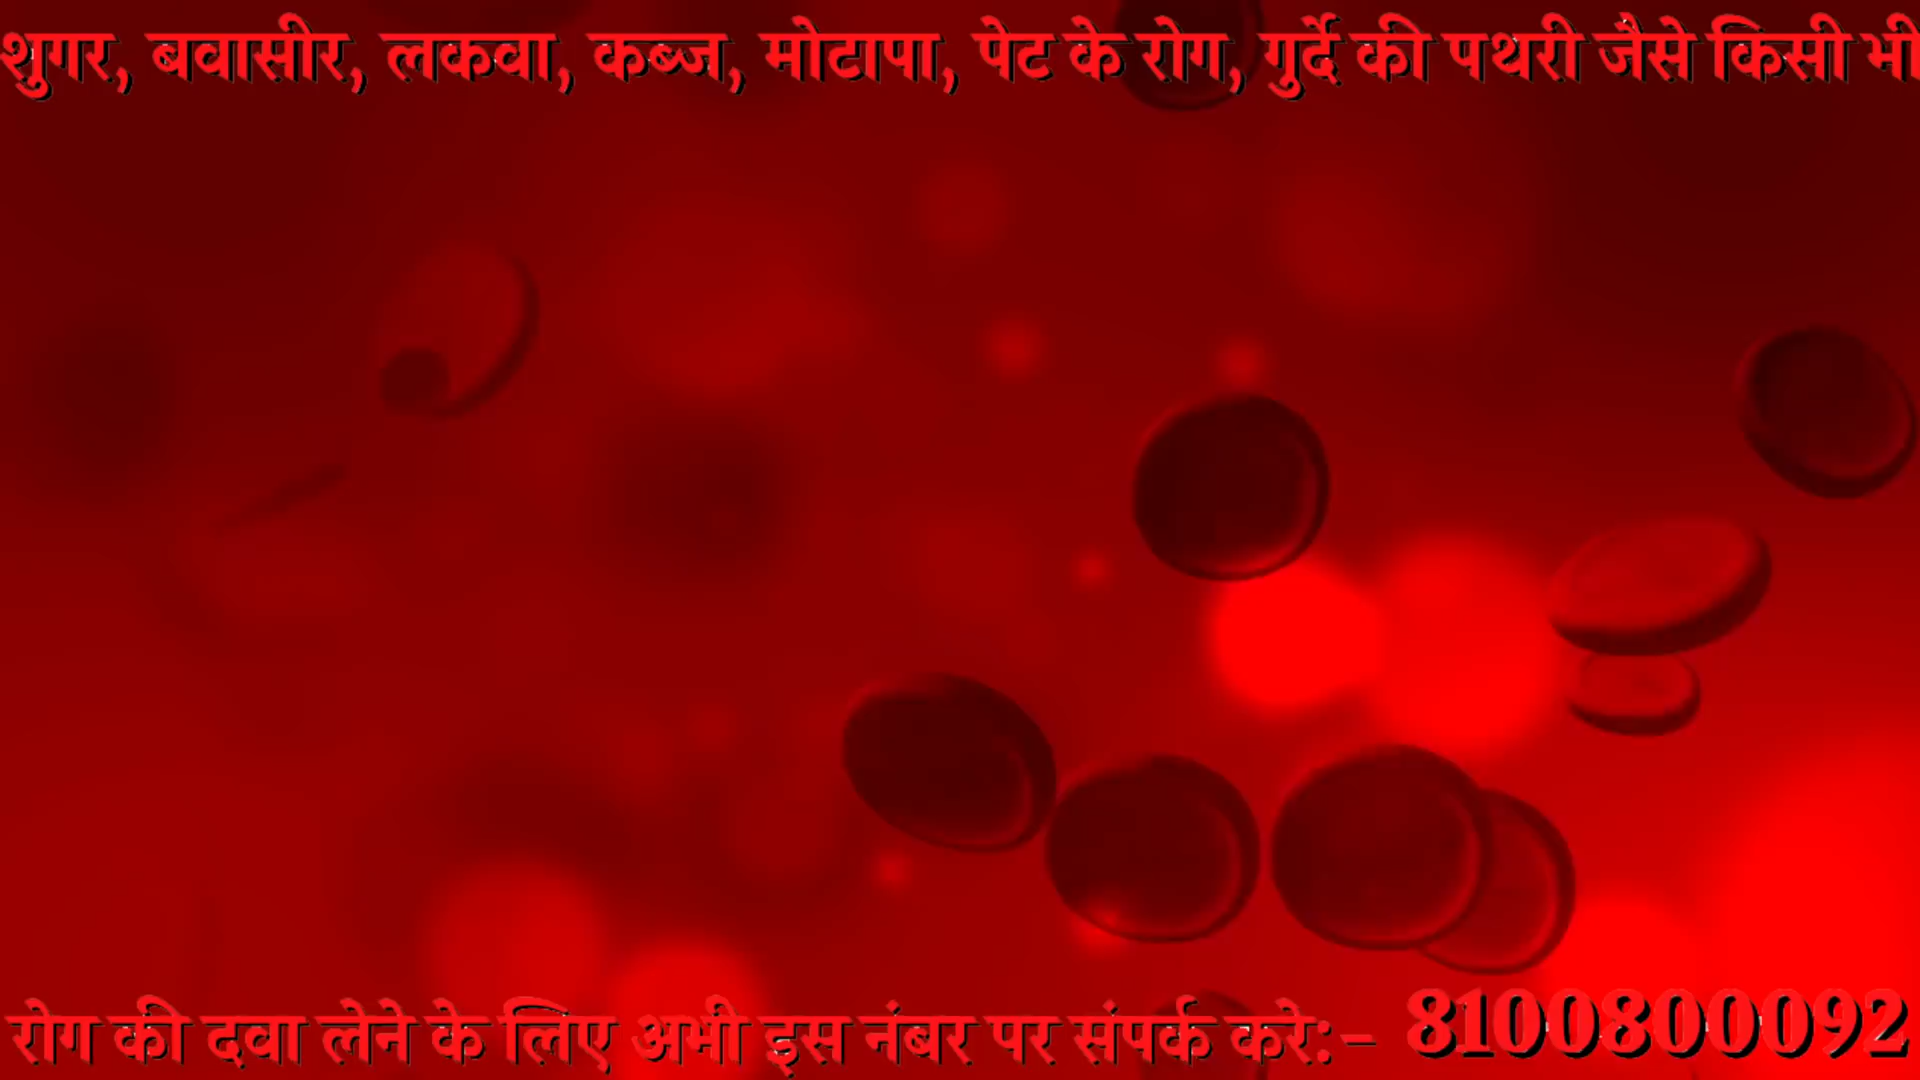 शुगर, बवासीर, लकवा, कब्ज, मोटापा, पेट के रोग, गुर्दे की पथरी जैसे किसी भी
रोग की दवा लेने के लिए अभी इस नंबर पर संपर्क करे:- 8100800092